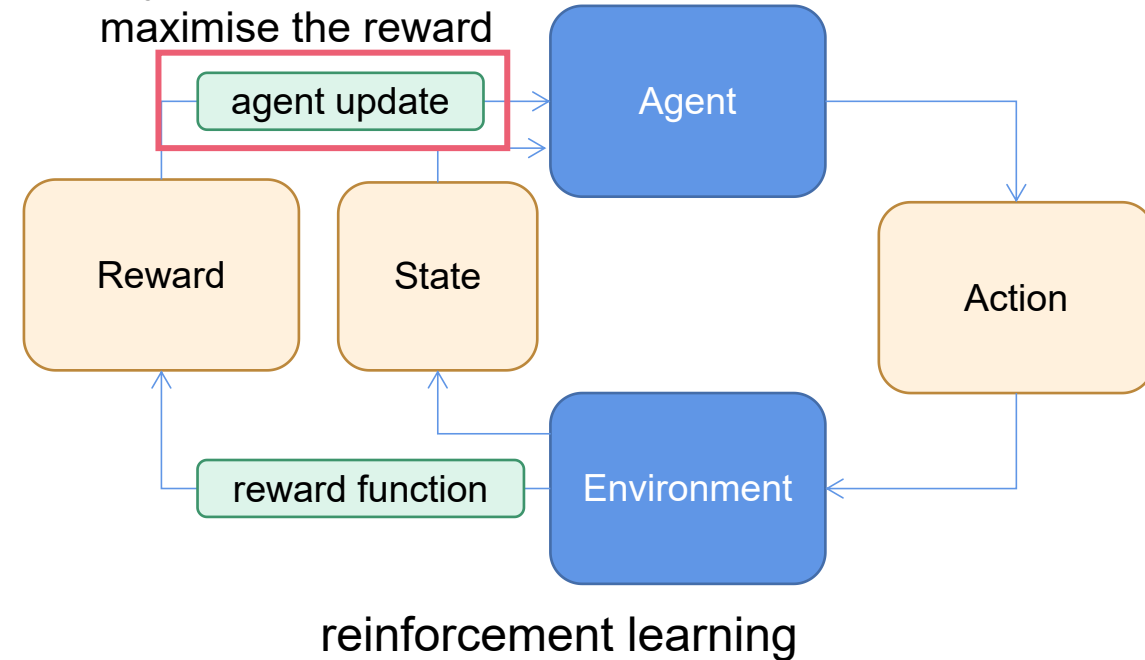 maximise the reward
agent update
Agent
Reward
State
Action
reward function
Environment
reinforcement learning